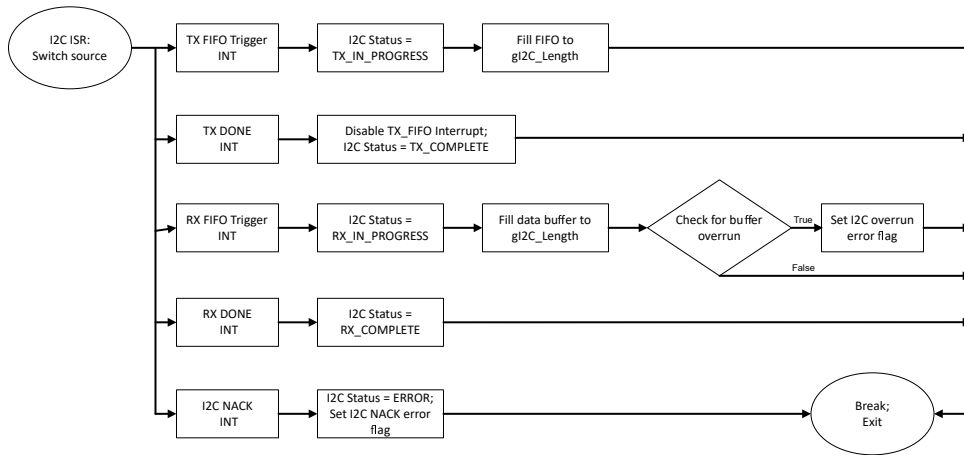 I2C ISR:
Switch source
TX FIFO Trigger
INT
I2C Status =
TX_IN_PROGRESS
Fill FIFO to
gI2C_Length
TX DONE
INT
Disable TX_FIFO Interrupt;
I2C Status = TX_COMPLETE
RX FIFO Trigger
INT
I2C Status =
RX_IN_PROGRESS
Fill data buffer to
gI2C_Length
Check for buffer
overrun
True
Set I2C overrun
error flag
False
RX DONE
INT
I2C Status =
RX_COMPLETE
I2C NACK
INT
I2C Status = ERROR;
Set I2C NACK error
flag
Break;
Exit